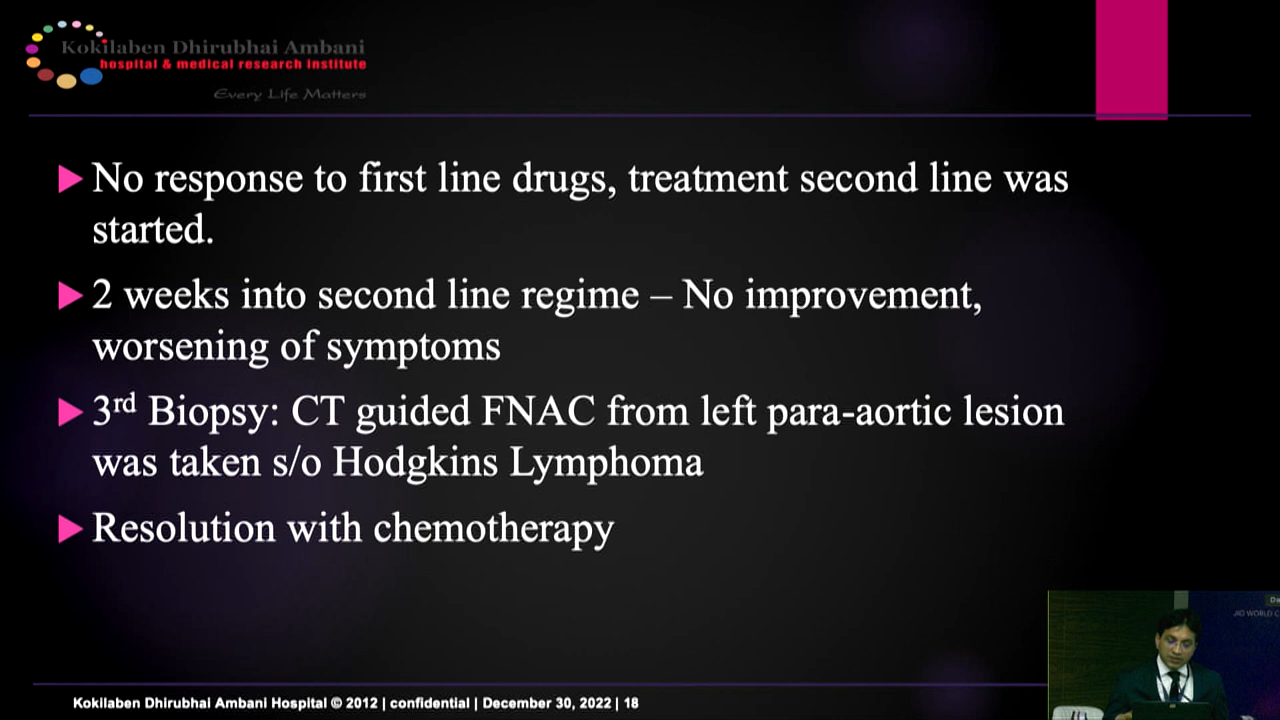 Kokilaben Dhirubhai Ambani
hospital & medical research institute
Every Life Matters
No response to first line drugs, treatment second line was
started.
2 weeks into second line regime – No improvement,
worsening of symptoms
3rd Biopsy: CT guided FNAC from left para-aortic lesion
was taken s/o Hodgkins Lymphoma
Resolution with chemotherapy
JIO WORLD C
Kokilaben Dhirubhai Ambani Hospital © 2012 | confidential | December 30, 2022 | 18